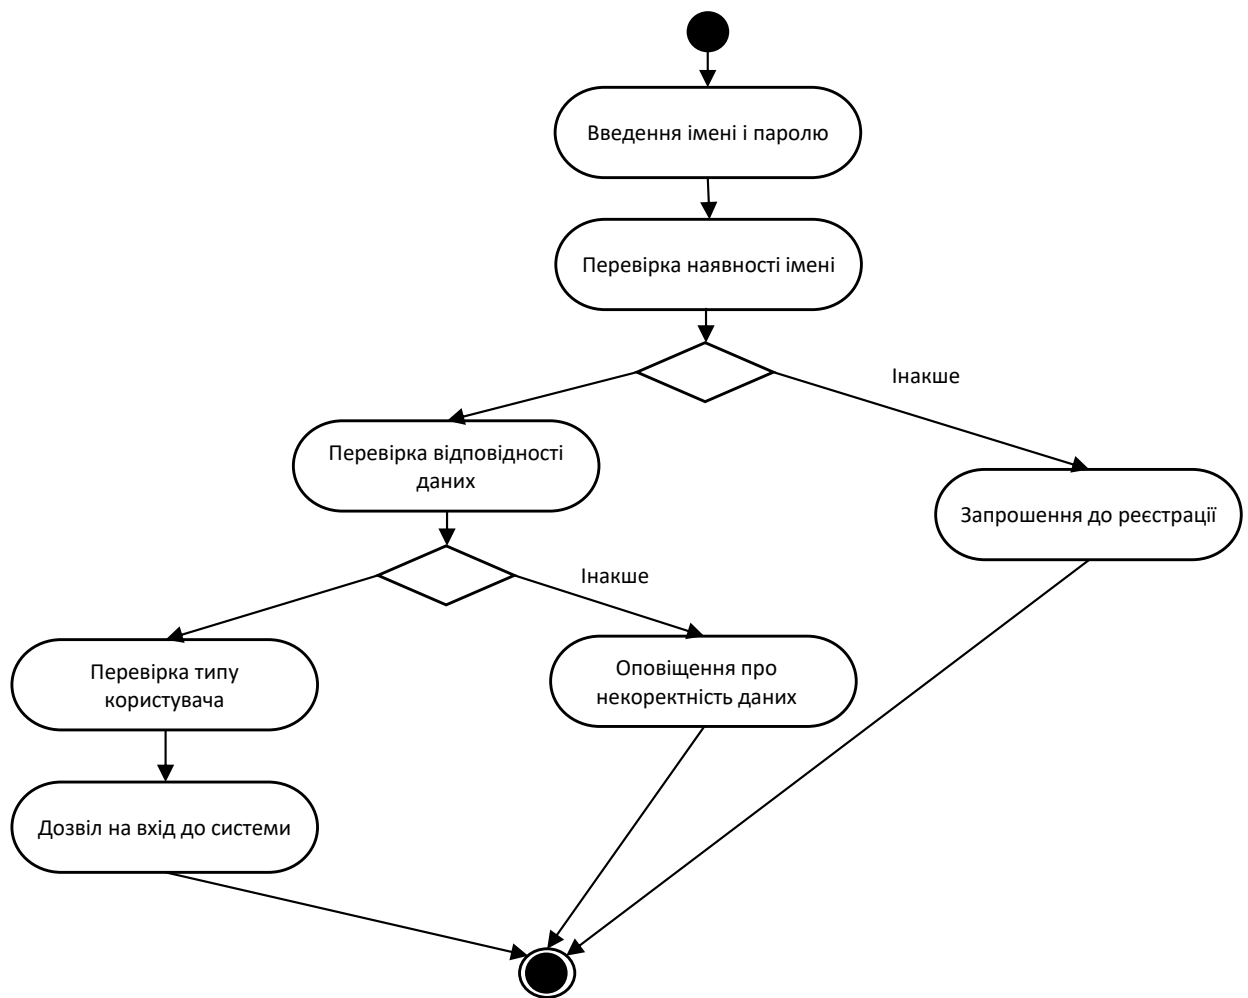 Введення імені і паролю
Перевірка наявності імені
Інакше
Перевірка відповідності
даних
Запрошення до реєстрації
Інакше
Перевірка типу
користувача
Оповіщення про
некоректність даних
Дозвіл на вхід до системи